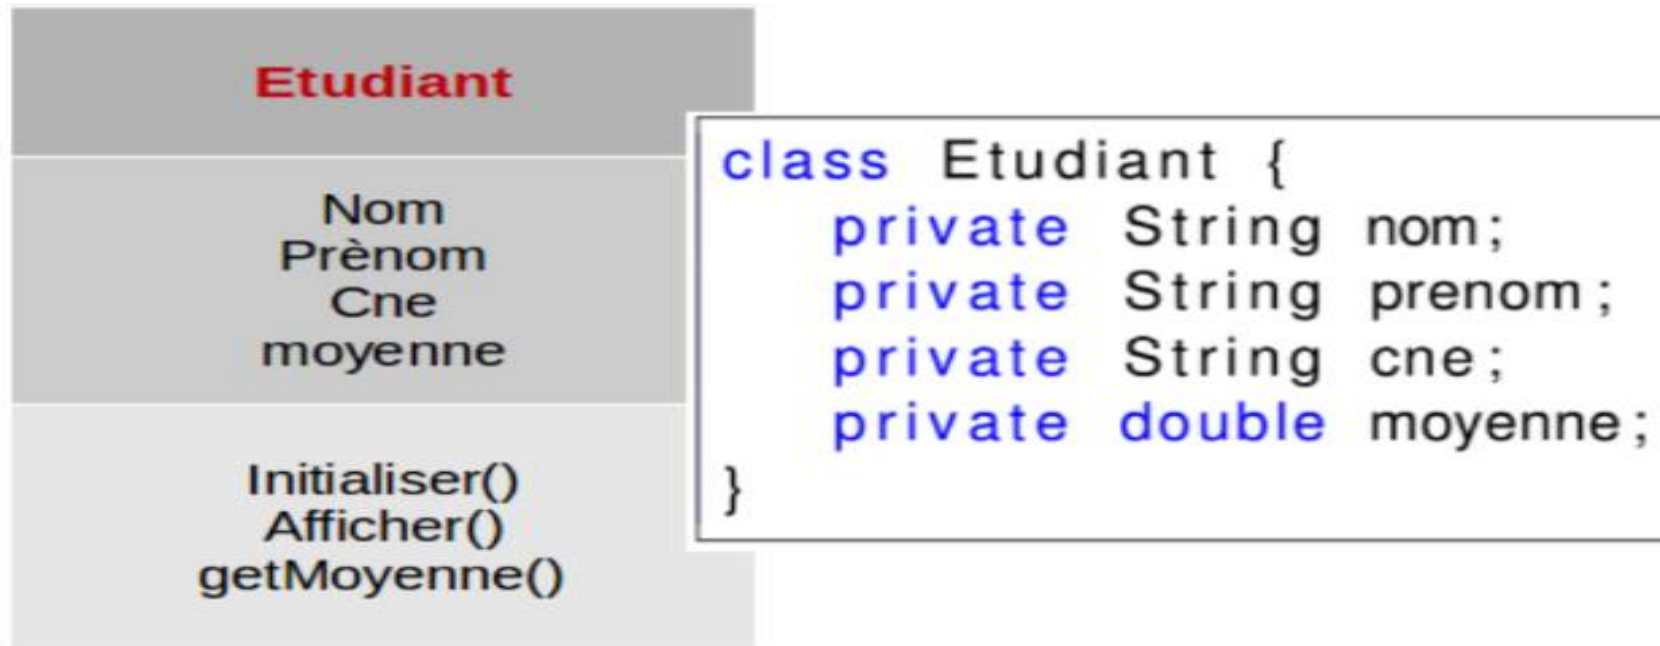 Etudiant
Nom
Prènom
Cne
moyenne
Initialiser()
Afficher()
getMoyenne()
class Etudiant {
private String nom;
private String prenom;
private String cne;
private double moyenne;
}